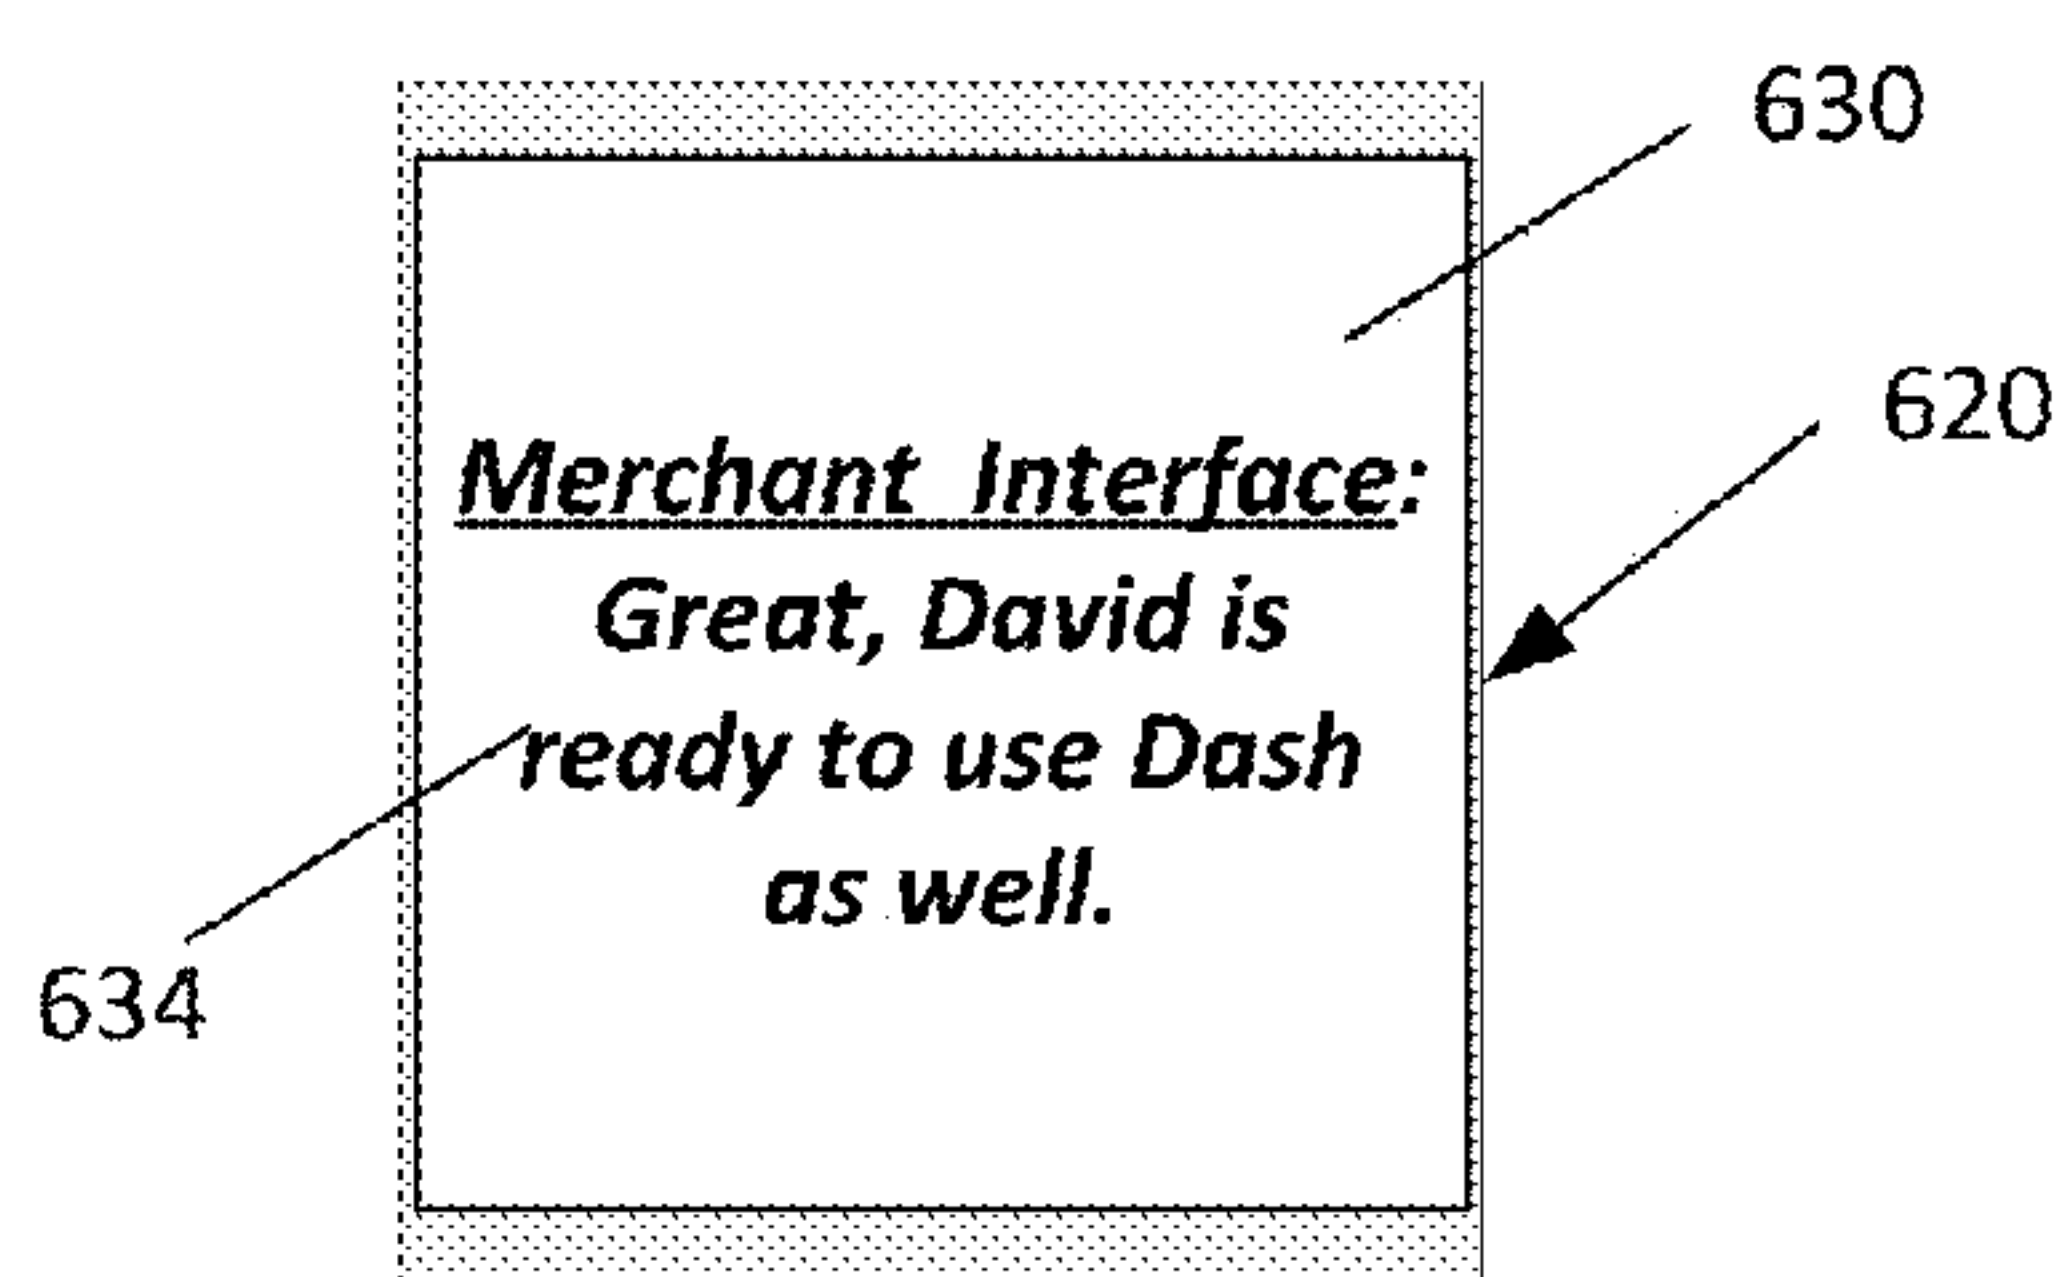 630
620
Merchant Interface:
Great, David is
ready to use Dash
as well.
634